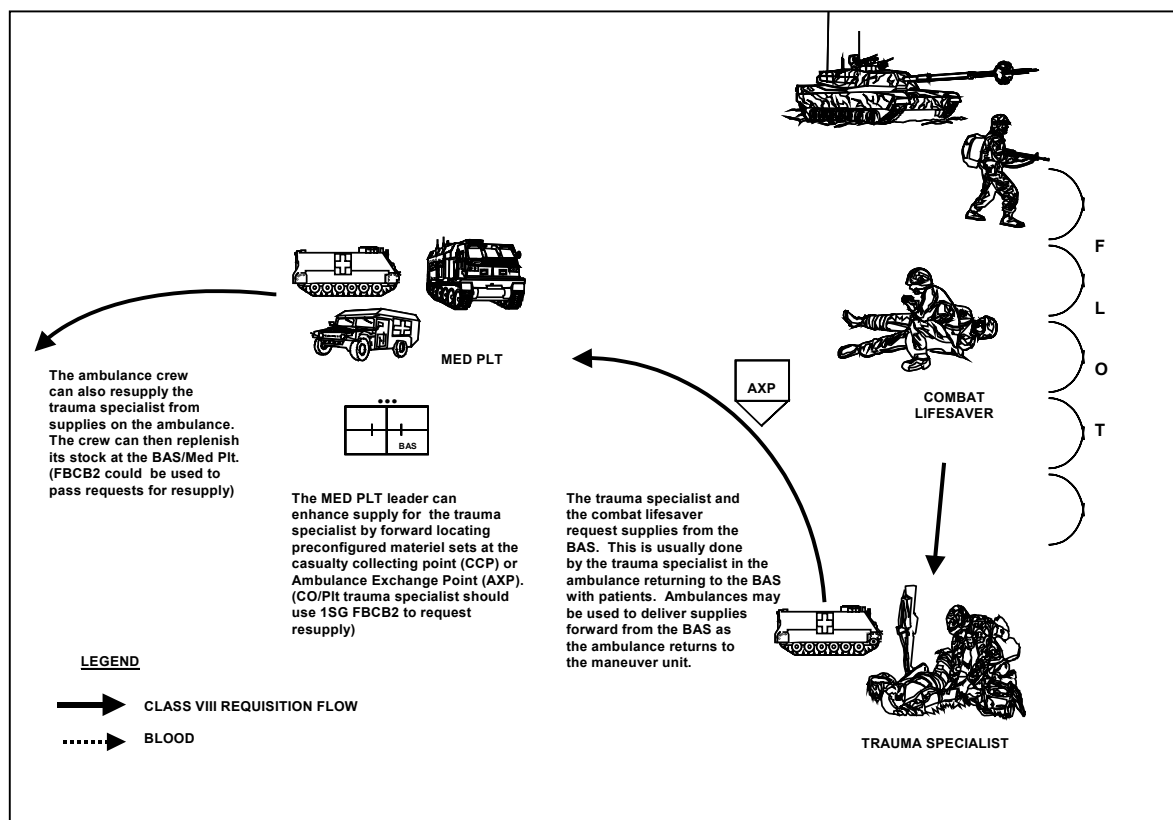 F
L
O
T
MED PLT
AXP
COMBAT
LIFESAVER
The ambulance crew
can also resupply the
trauma specialist from
supplies on the ambulance.
The crew can then replenish
its stock at the BAS/Med Plt.
(FBCB2 could be used to
pass requests for resupply)
BAS
The MED PLT leader can
enhance supply for the trauma
specialist by forward locating
preconfigured materiel sets at the
casualty collecting point (CCP) or
Ambulance Exchange Point (AXP).
(CO/Plt trauma specialist should
use 1SG FBCB2 to request
resupply)
The trauma specialist and
the combat lifesaver
request supplies from the
BAS. This is usually done
by the trauma specialist in the
ambulance returning to the BAS
with patients. Ambulances may
be used to deliver supplies
forward from the BAS as
the ambulance returns to
the maneuver unit.
LEGEND
CLASS VIII REQUISITION FLOW
BLOOD
TRAUMA SPECIALIST